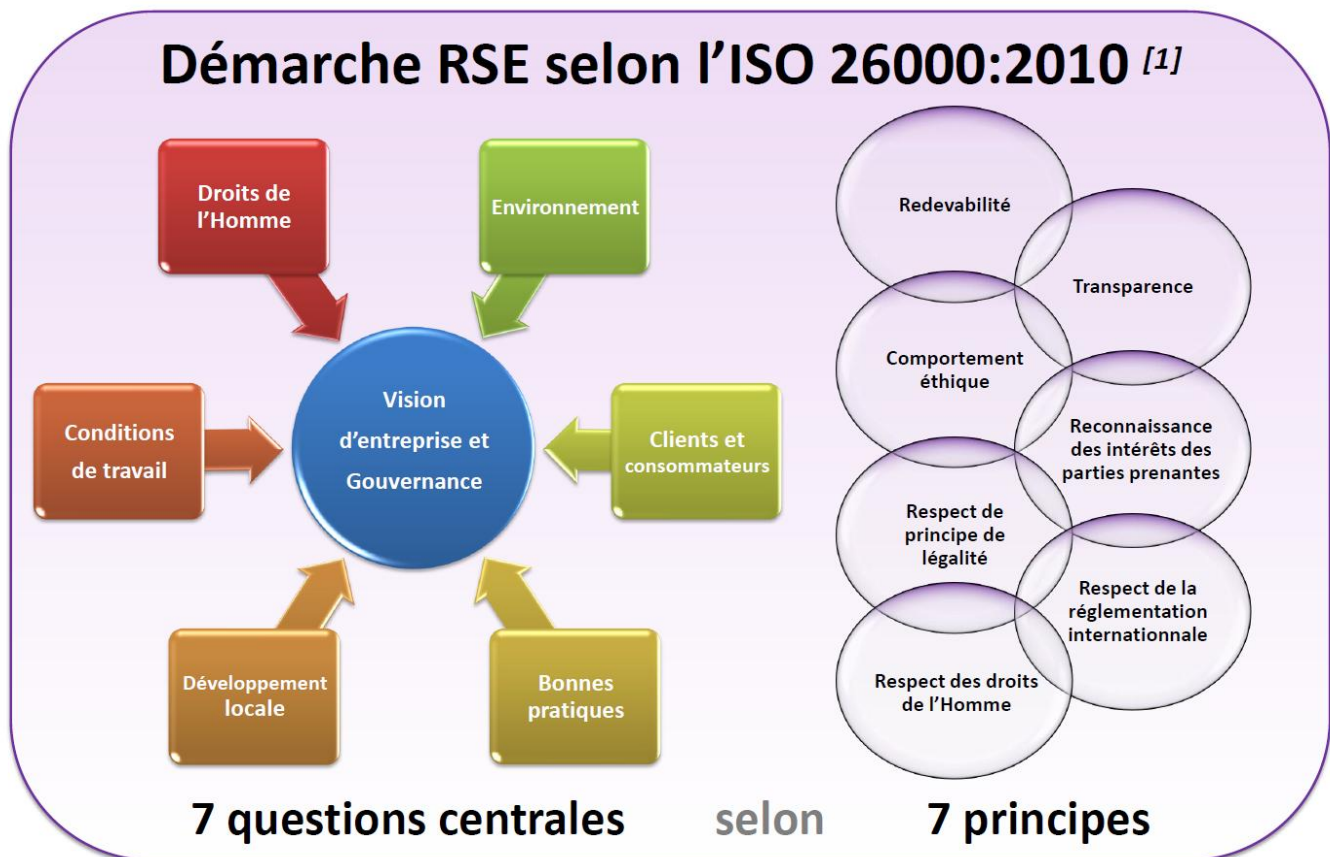 Démarche RSE selon l’ISO 26000:2010 [1]
Droits de
l’Homme
Environnement
Conditions
de travail
Vision
d’entreprise et
Gouvernance
Clients et
consommateurs
Développement
locale
Bonnes
pratiques
Redevabilité
Transparence
Comportement
éthique
Reconnaissance
des intérêts des
parties prenantes
Respect de
principe de
légalité
Respect de la
réglementation
internationnale
Respect des droits
de l’Homme
7 questions centrales selon 7 principes